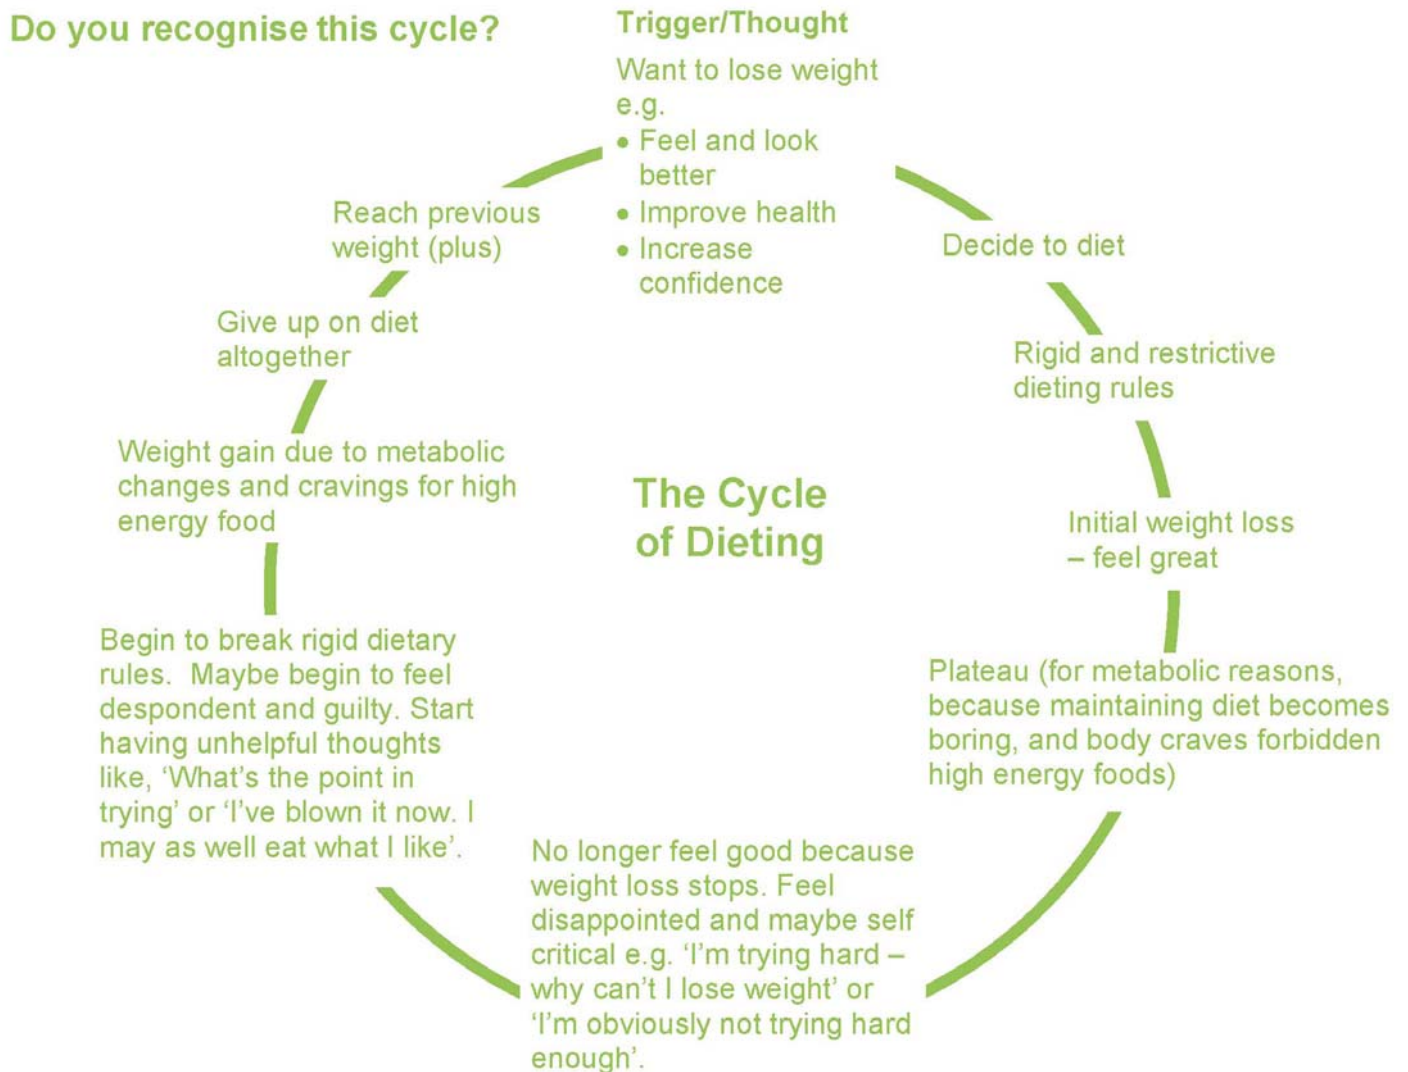 Do you recognise this cycle?
Trigger/Thought
Want to lose weight
e.g.
• Feel and look
better
• Improve health
• Increase
confidence
Decide to diet
Rigid and restrictive
dieting rules
Initial weight loss
– feel great
Plateau (for metabolic reasons,
because maintaining diet becomes
boring, and body craves forbidden
high energy foods)
No longer feel good because
weight loss stops. Feel
disappointed and maybe self
critical e.g. ‘I’m trying hard –
why can’t I lose weight’ or
‘I’m obviously not trying hard
enough’.
Begin to break rigid dietary
rules.  Maybe begin to feel
despondent and guilty. Start
having unhelpful thoughts
like, ‘What’s the point in
trying’ or ‘I’ve blown it now. I
may as well eat what I like’.
Weight gain due to metabolic
changes and cravings for high
energy food
Give up on diet
altogether
Reach previous
weight (plus)
The Cycle
of Dieting